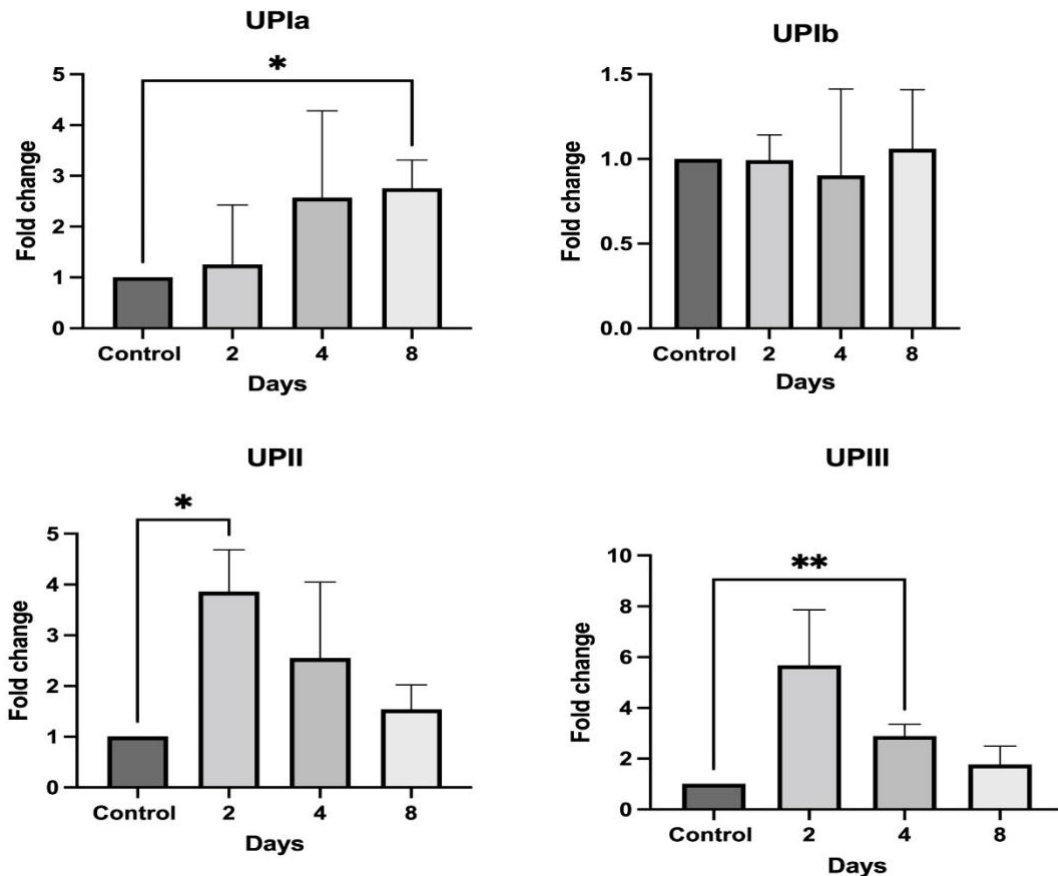 UPIa
*
5
4
3
2
1
0
Fold change
Control 2 4 8
Days
UPIb
1.5
1.0
0.5
0.0
Fold change
Control 2 4 8
Days
UPII
*
5
4
3
2
1
0
Fold change
Control 2 4 8
Days
UPIII
**
10
8
6
4
2
0
Fold change
Control 2 4 8
Days